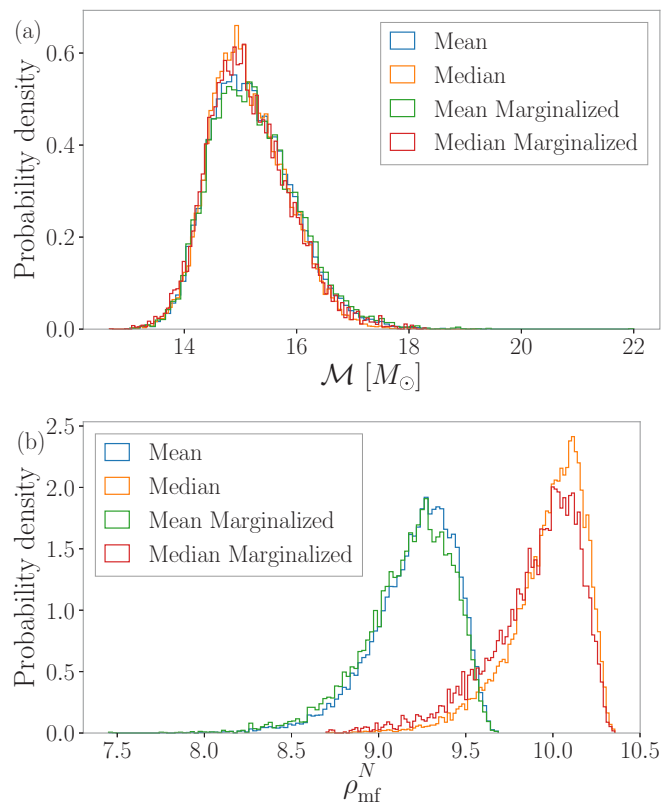 (a)
Probability density
0.6
0.4
0.2
0.0
Mean
Median
Mean Marginalized
Median Marginalized
14 16 18 20 22
ℳ [M⊙]
(b)
Probability density
2.5
2.0
1.5
1.0
0.5
0.0
Mean
Median
Mean Marginalized
Median Marginalized
7.5 8.0 8.5 9.0 9.5 10.0 10.5
ρ_mf^N